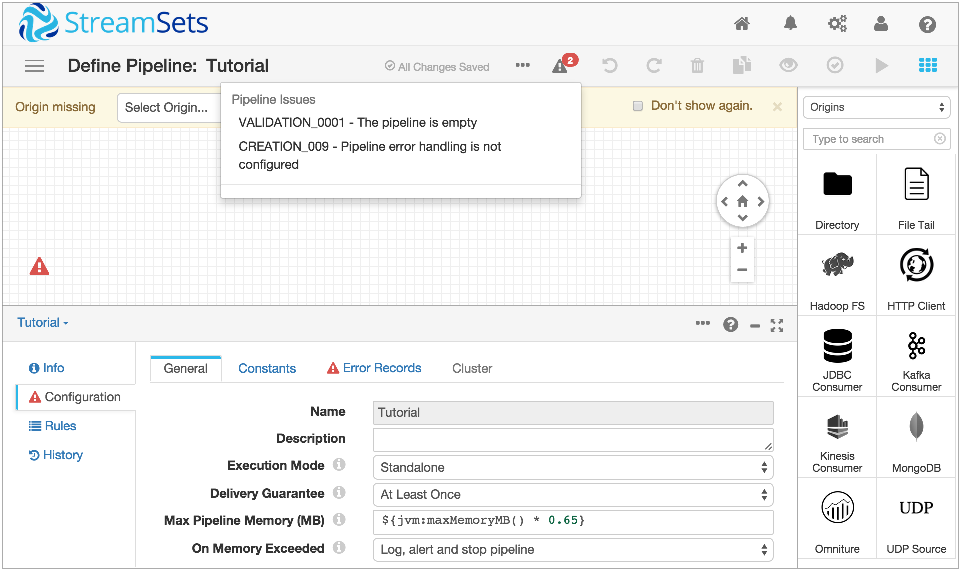 StreamSets
Define Pipeline: Tutorial
All Changes Saved
2
Origin missing
Select Origin...
Don't show again.
Pipeline Issues
VALIDATION_0001 - The pipeline is empty
CREATION_009 - Pipeline error handling is not
configured
Origins
Type to search
Directory
File Tail
Hadoop FS
HTTP Client
JDBC
Consumer
Kafka
Consumer
Kinesis
Consumer
MongoDB
Omniture
UDP
UDP Source
Tutorial
Info
Configuration
Rules
History
General
Constants
Error Records
Cluster
Name
Tutorial
Description
Execution Mode
Standalone
Delivery Guarantee
At Least Once
Max Pipeline Memory (MB)
${jvm:maxMemoryMB() * 0.65}
On Memory Exceeded
Log, alert and stop pipeline